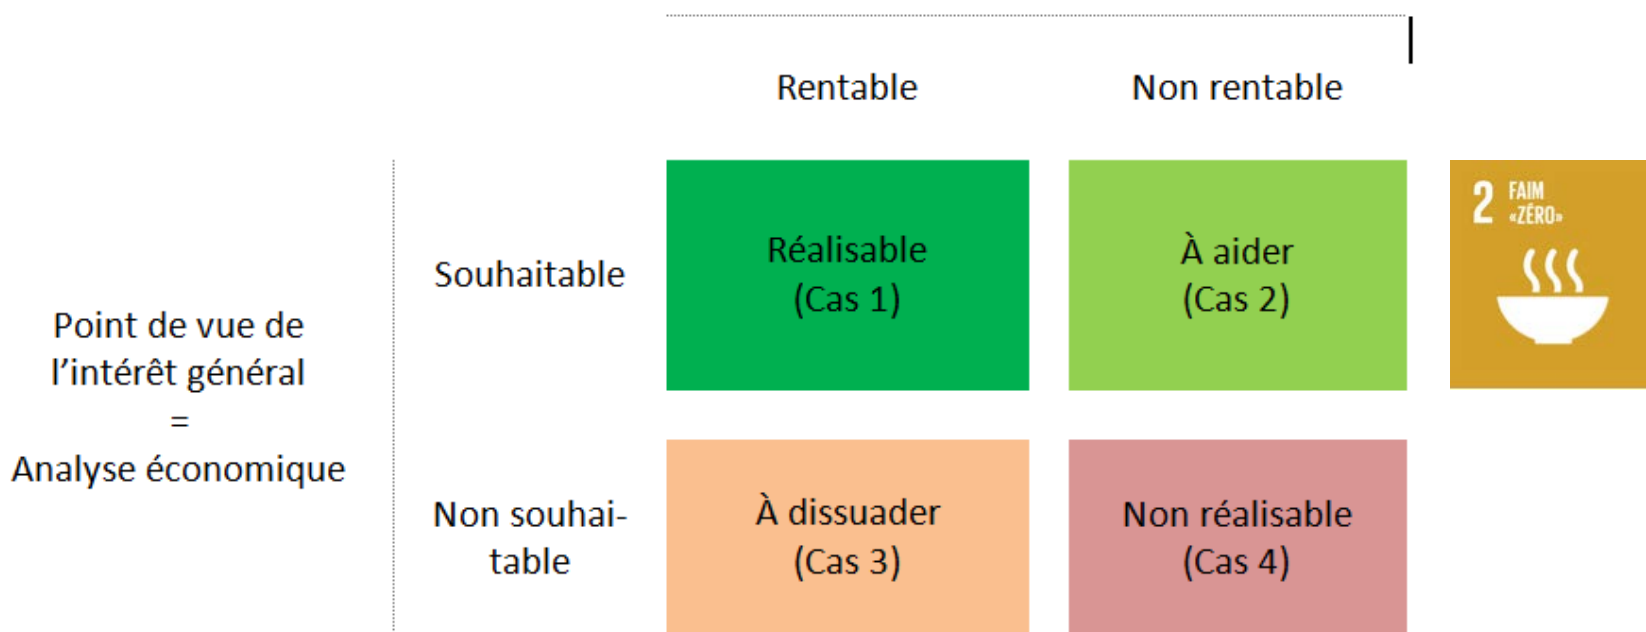 Rentable
Non rentable
Souhaitable
Réalisable
(Cas 1)
À aider
(Cas 2)
2 FAIM
«ZÉRO»
Point de vue de
l’intérêt général
=
Analyse économique
Non souhai-
table
À dissuader
(Cas 3)
Non réalisable
(Cas 4)